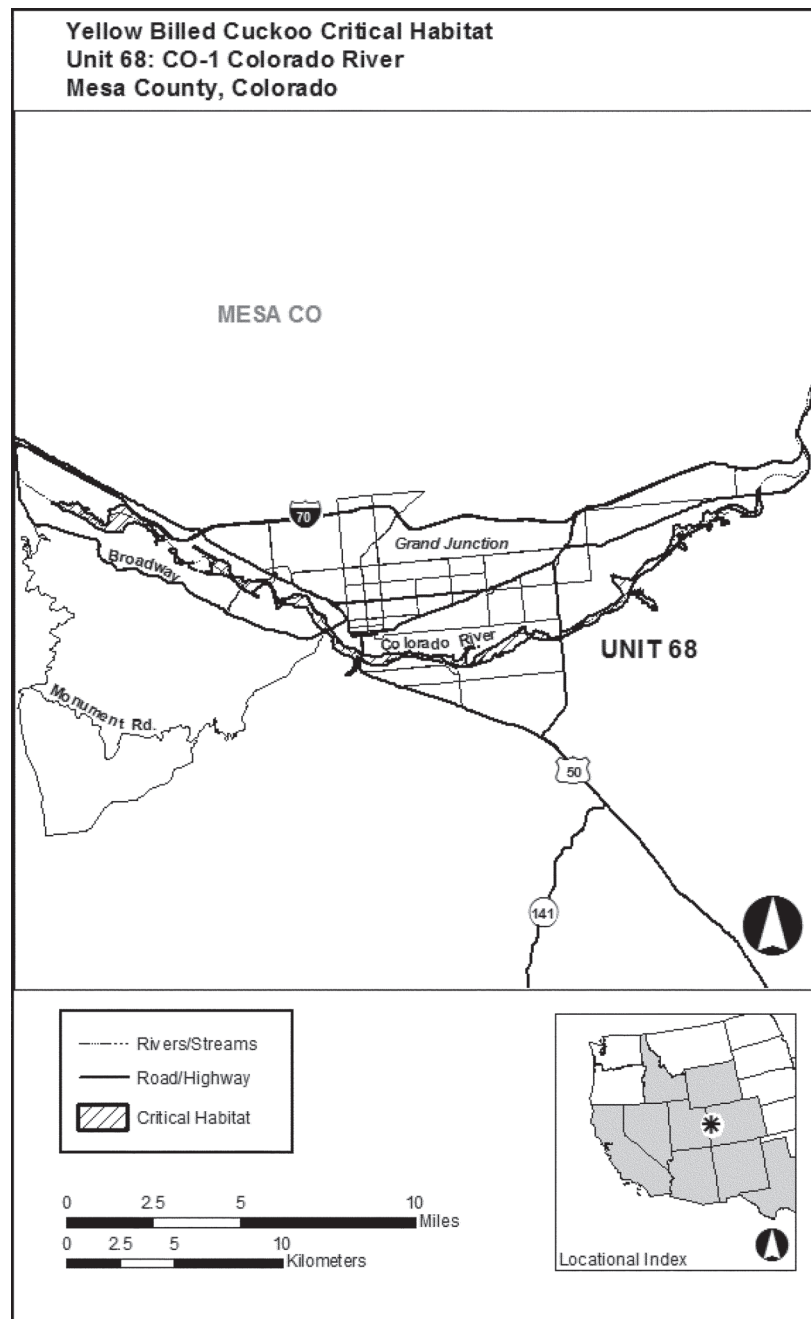 Yellow Billed Cuckoo Critical Habitat
Unit 68: CO-1 Colorado River
Mesa County, Colorado
MESA CO
70
Grand Junction
Broadway
Colorado River
UNIT 68
Monument Rd.
50
141
Rivers/Streams
Road/Highway
Critical Habitat
0 2.5 5 10
Miles
0 2.5 5 10
Kilometers
Locational Index